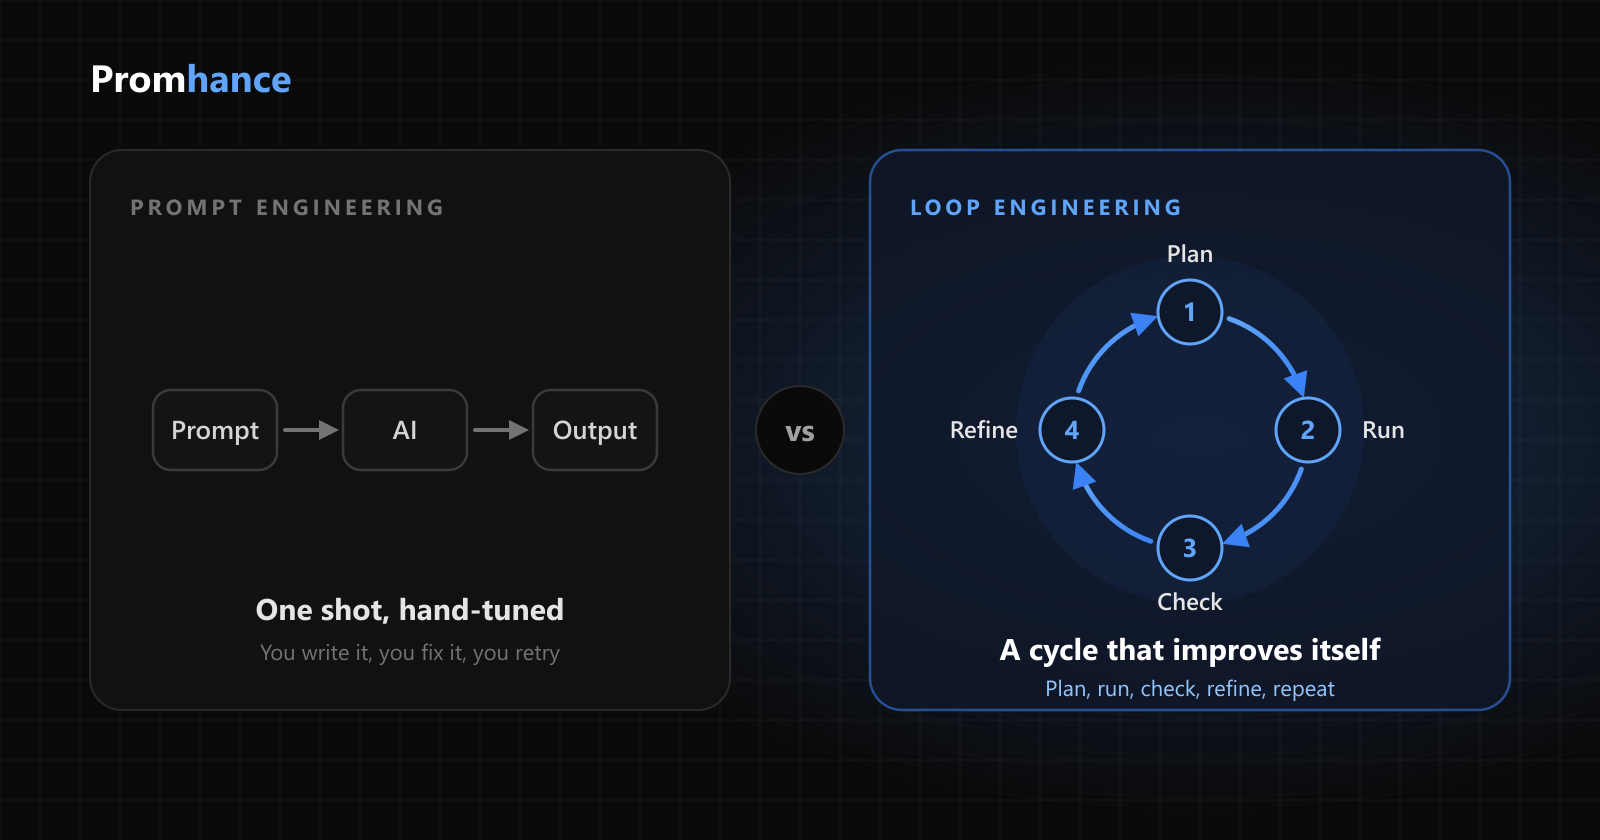 Promhance
PROMPT ENGINEERING
Prompt
AI
Output
One shot, hand-tuned
You write it, you fix it, you retry
vs
LOOP ENGINEERING
Plan
1
2
Run
3
Check
4
Refine
A cycle that improves itself
Plan, run, check, refine, repeat